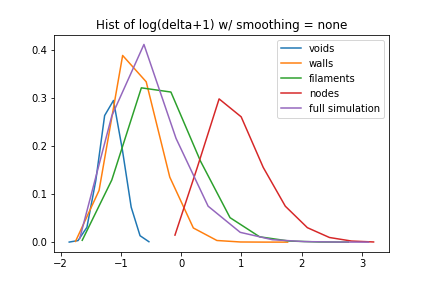 Hist of log(delta+1) w/ smoothing = none
0.4
0.3
0.2
0.1
0.0
voids
walls
filaments
nodes
full simulation
−2
−1
0
1
2
3